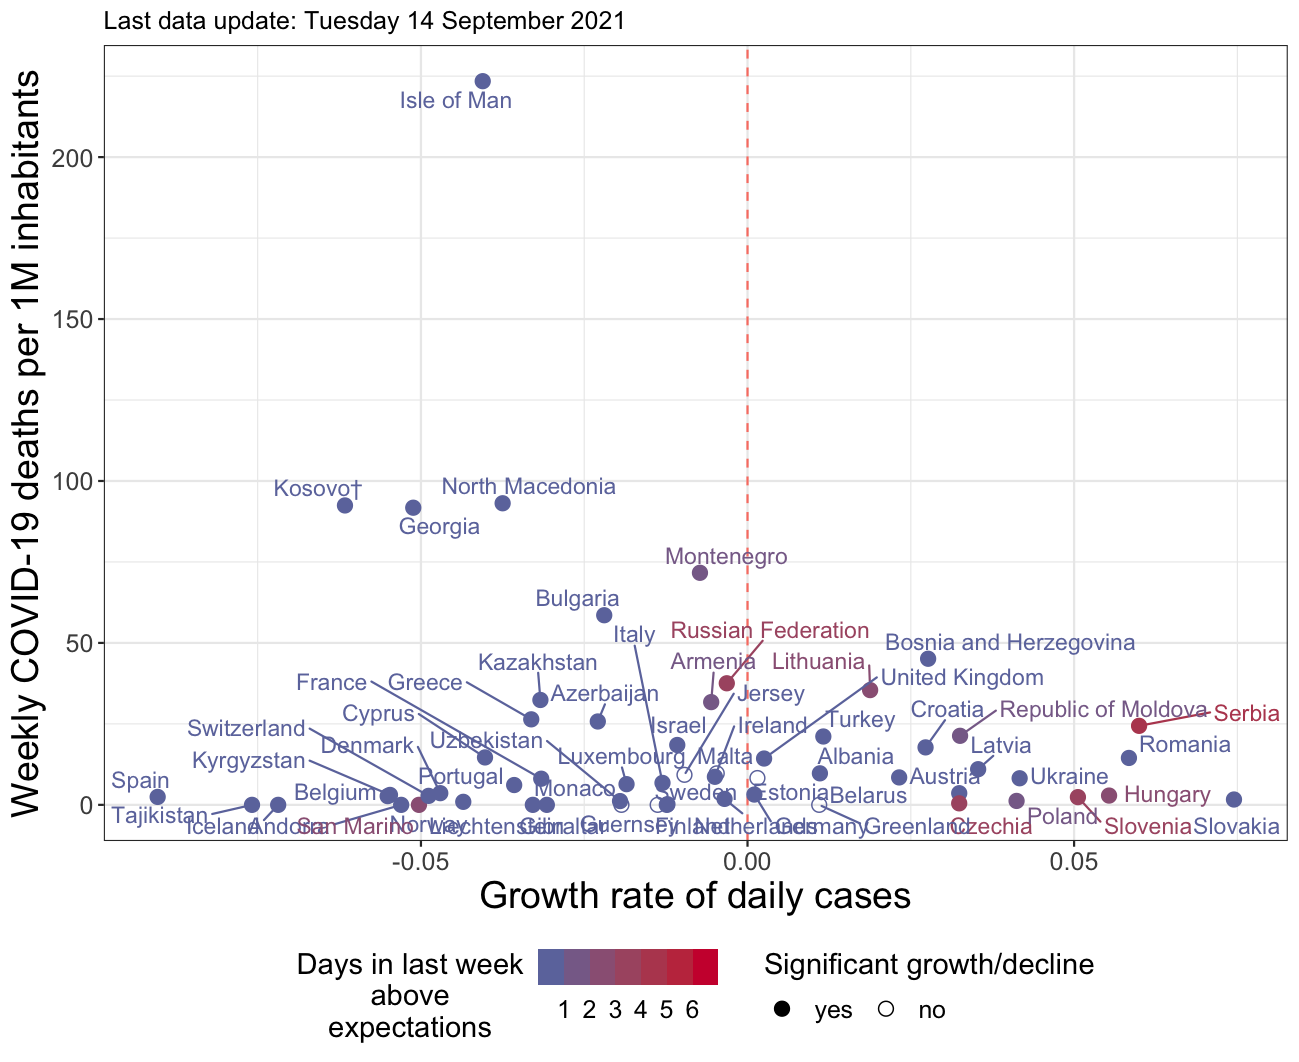 Last data update: Tuesday 14 September 2021
Weekly COVID-19 deaths per 1M inhabitants
200
150
100
50
0
Isle of Man
Kosovo†
North Macedonia
Georgia
Montenegro
Bulgaria
Italy
Russian Federation
Bosnia and Herzegovina
Kazakhstan
Armenia
Lithuania
France
Greece
Azerbaijan
Jersey
United Kingdom
Cyprus
Croatia
Republic of Moldova
Serbia
Switzerland
Israel
Ireland
Turkey
Denmark
Uzbekistan
Latvia
Romania
Kyrgyzstan
Luxembourg
Malta
Albania
Spain
Portugal
Austria
Ukraine
Belgium
Monaco
Sweden
Estonia
Belarus
Hungary
Tajikistan
Poland
Iceland
Andorra
San Marino
Norway
Liechtenstein
Gibraltar
Guernsey
Finland
Netherlands
Germany
Greenland
Czechia
Slovenia
Slovakia
-0.05
0.00
0.05
Growth rate of daily cases
Days in last week
above
expectations
1 2 3 4 5 6
Significant growth/decline
yes
no